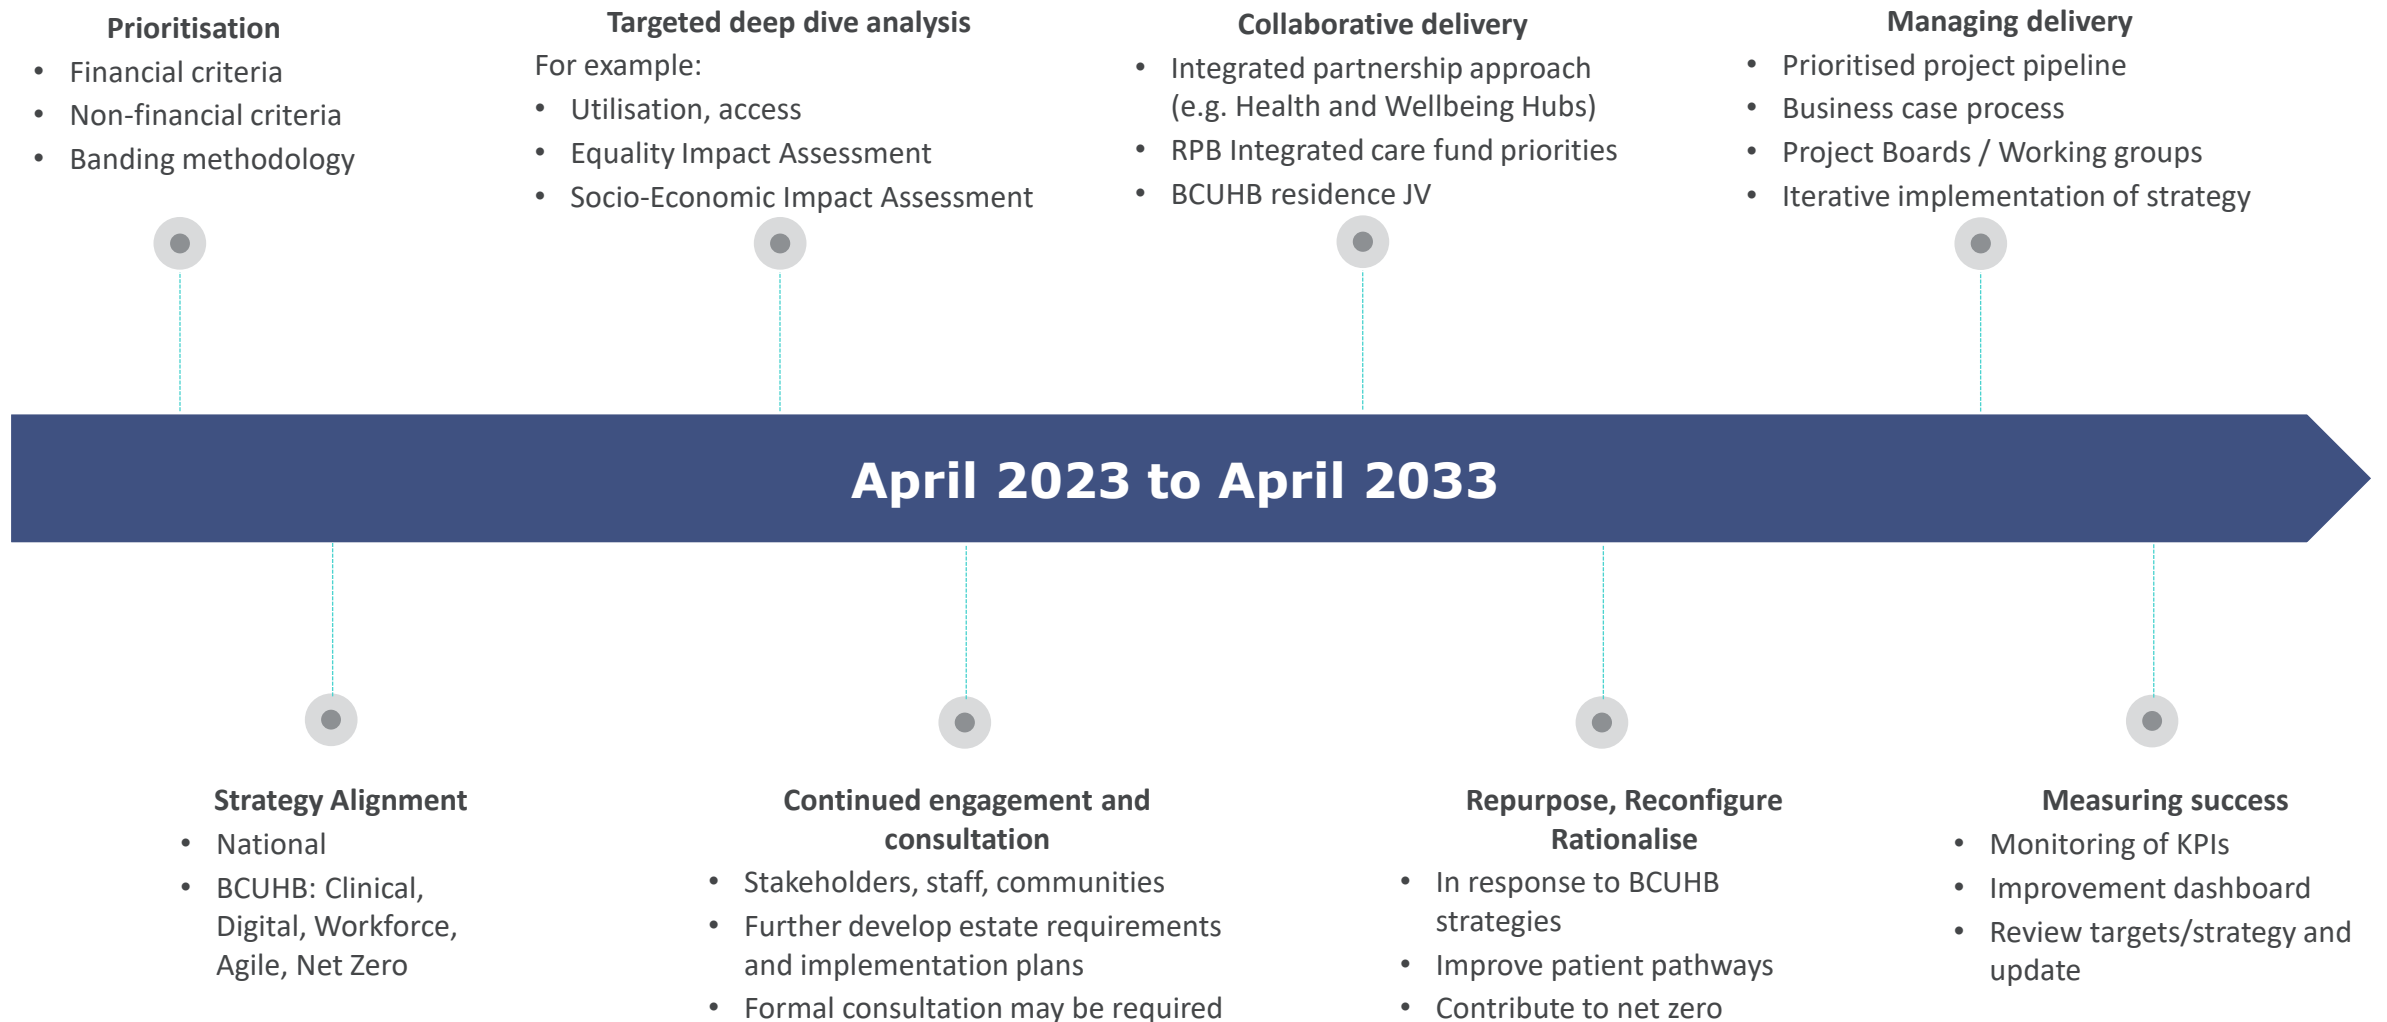 Prioritisation
• Financial criteria
• Non-financial criteria
• Banding methodology
Targeted deep dive analysis
For example:
• Utilisation, access
• Equality Impact Assessment
• Socio-Economic Impact Assessment
Collaborative delivery
• Integrated partnership approach
(e.g. Health and Wellbeing Hubs)
• RPB Integrated care fund priorities
• BCUHB residence JV
Managing delivery
• Prioritised project pipeline
• Business case process
• Project Boards / Working groups
• Iterative implementation of strategy
April 2023 to April 2033
Strategy Alignment
• National
• BCUHB: Clinical,
Digital, Workforce,
Agile, Net Zero
Continued engagement and
consultation
• Stakeholders, staff, communities
• Further develop estate requirements
and implementation plans
• Formal consultation may be required
Repurpose, Reconfigure
Rationalise
• In response to BCUHB
strategies
• Improve patient pathways
• Contribute to net zero
Measuring success
• Monitoring of KPIs
• Improvement dashboard
• Review targets/strategy and
update